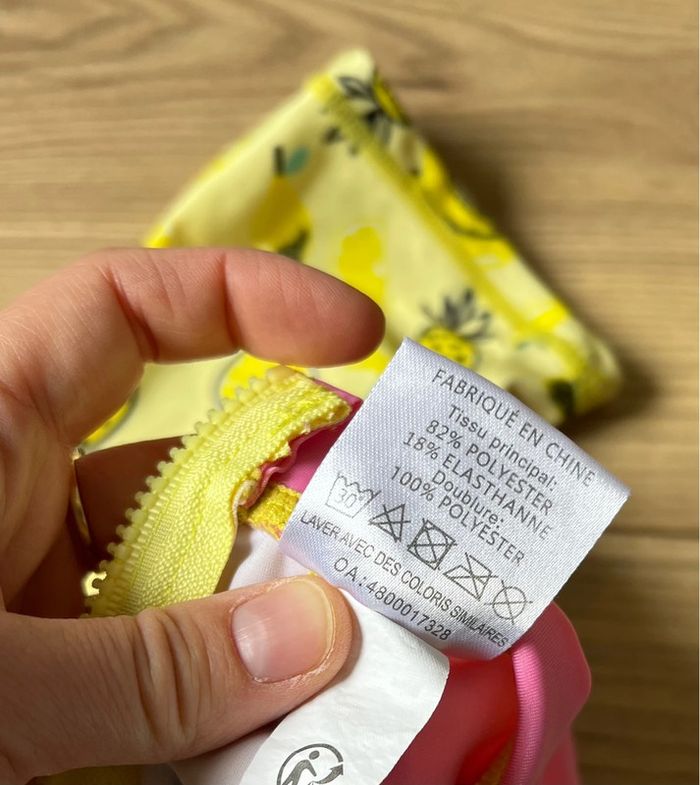 FABRIQUÉ EN CHINE
Tissu principal:
82% POLYESTER
18% ELASTHANNE
Doublure:
100% POLYESTER
30
LAVER AVEC DES COLORIS SIMILAIRES
OA : 4800017328